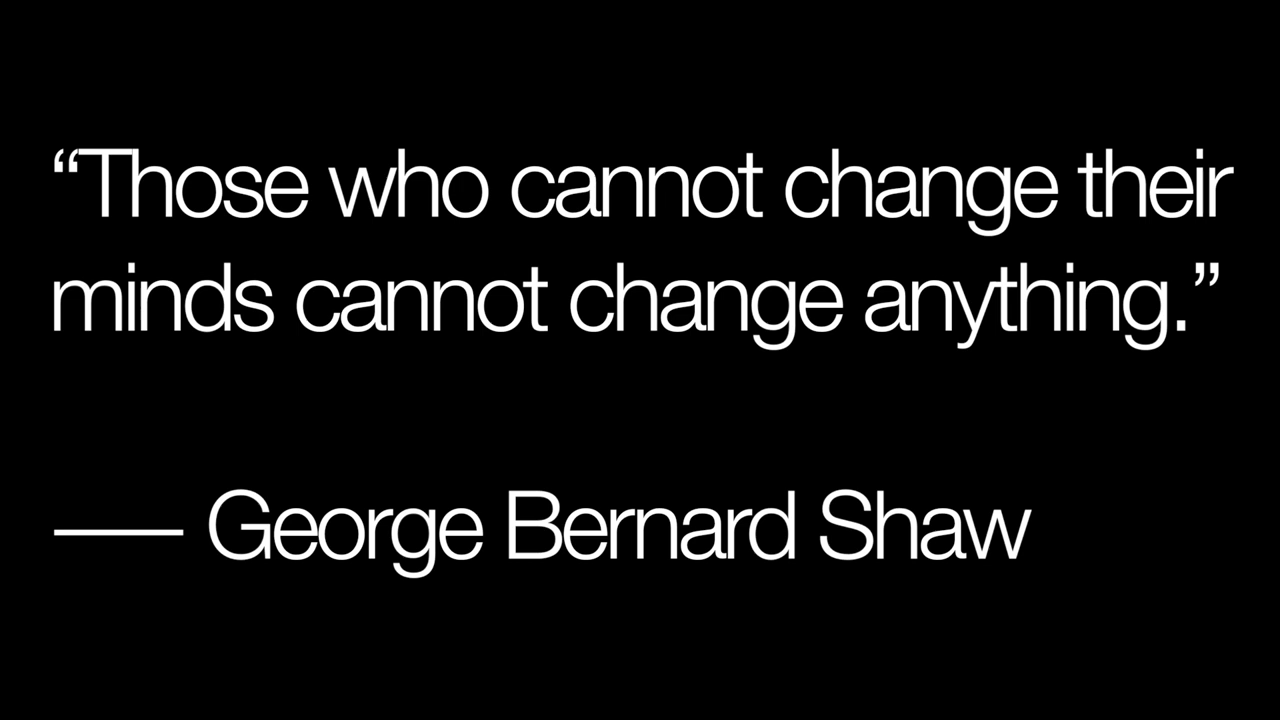 “Those who cannot change their
minds cannot change anything.”
— George Bernard Shaw